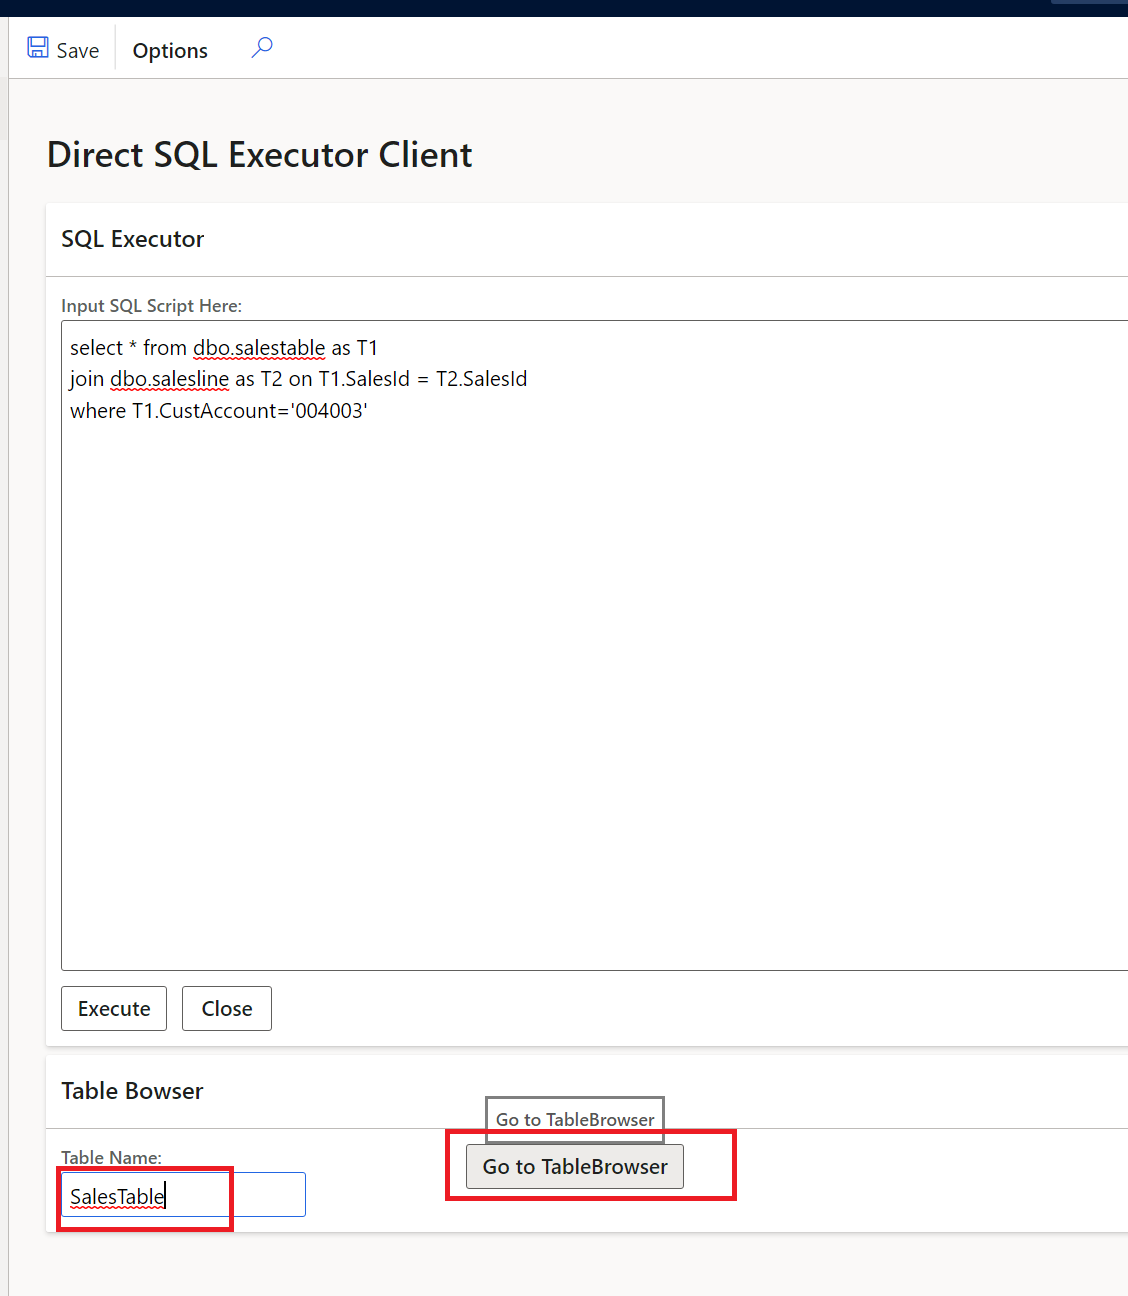 Save Options
Direct SQL Executor Client
SQL Executor
Input SQL Script Here:
select * from dbo.salestable as T1
join dbo.salesline as T2 on T1.SalesId = T2.SalesId
where T1.CustAccount='004003'
Execute Close
Table Bowser
Go to TableBrowser
Table Name:
Go to TableBrowser
SalesTable